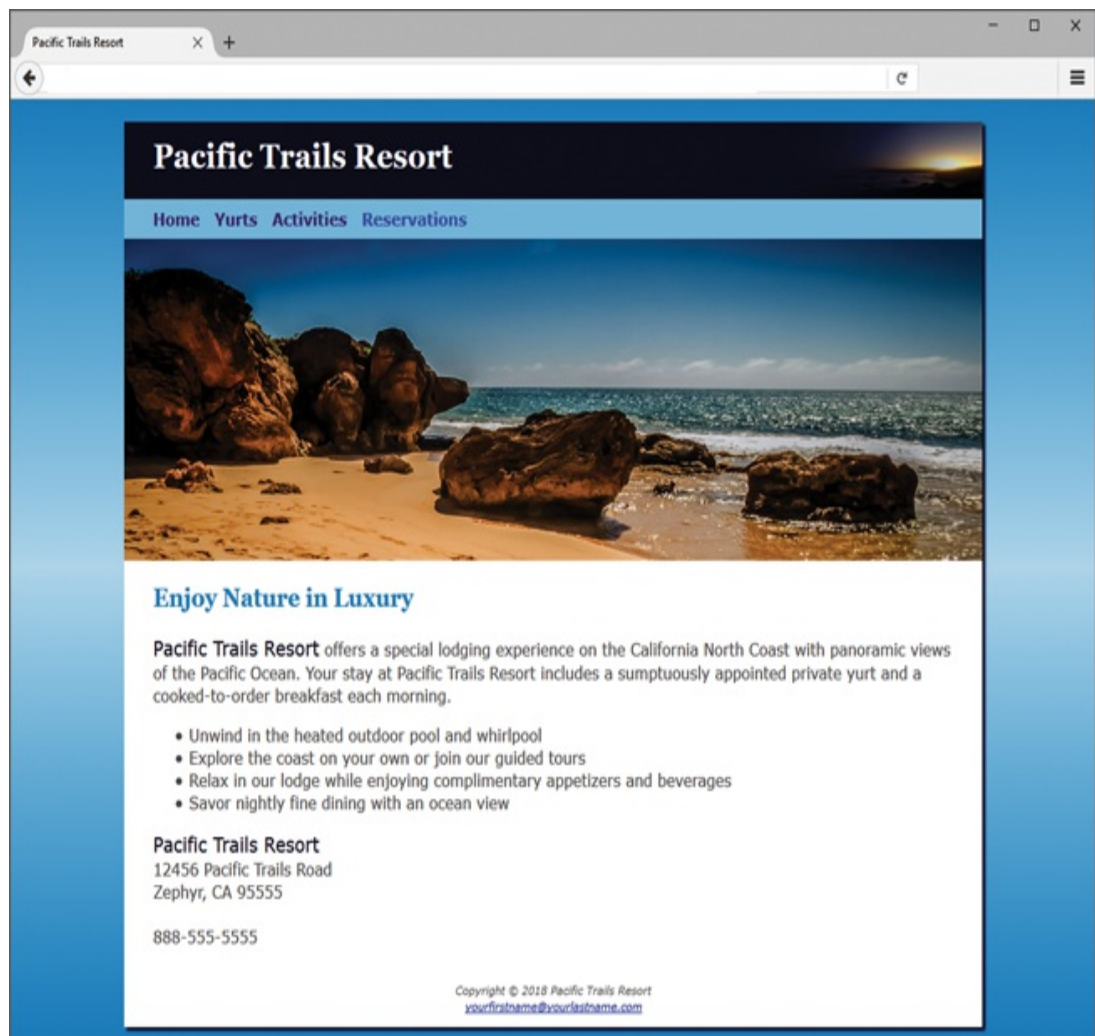 Pacific Trails Resort
Pacific Trails Resort
Home Yurts Activities Reservations
Enjoy Nature in Luxury
Pacific Trails Resort offers a special lodging experience on the California North Coast with panoramic views
of the Pacific Ocean. Your stay at Pacific Trails Resort includes a sumptuously appointed private yurt and a
cooked-to-order breakfast each morning.
• Unwind in the heated outdoor pool and whirlpool
• Explore the coast on your own or join our guided tours
• Relax in our lodge while enjoying complimentary appetizers and beverages
• Savor nightly fine dining with an ocean view
Pacific Trails Resort
12456 Pacific Trails Road
Zephyr, CA 95555
888-555-5555
Copyright © 2018 Pacific Trails Resort
yourfirstname@yourlastname.com